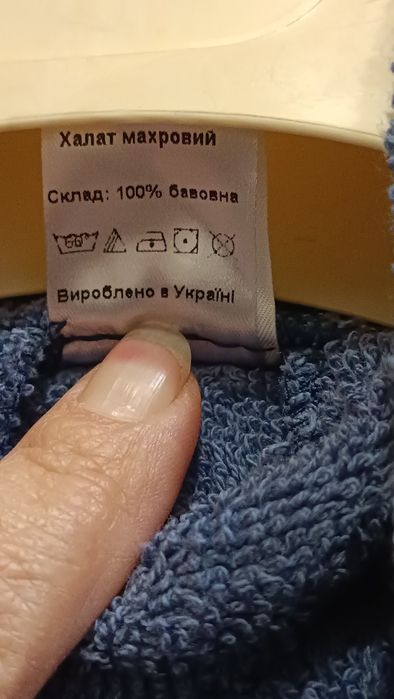 Халат махровий
Склад: 100% бавовна
Вироблено в Україні